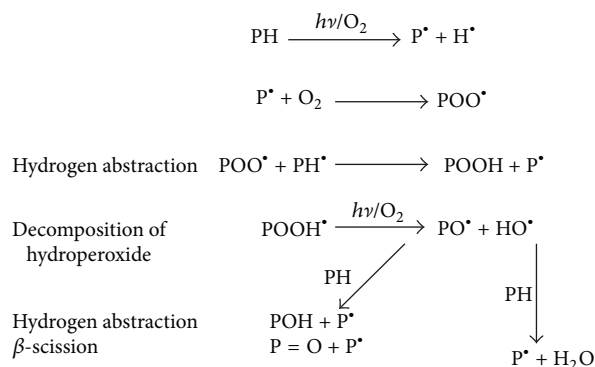 hν/O₂
PH P• + H•
P• + O₂ POO•
Hydrogen abstraction POO• + PH• POOH + P•
hν/O₂
Decomposition of POOH• PO• + HO•
hydroperoxide
PH PH
Hydrogen abstraction POH + P•
β-scission P = O + P• P• + H₂O